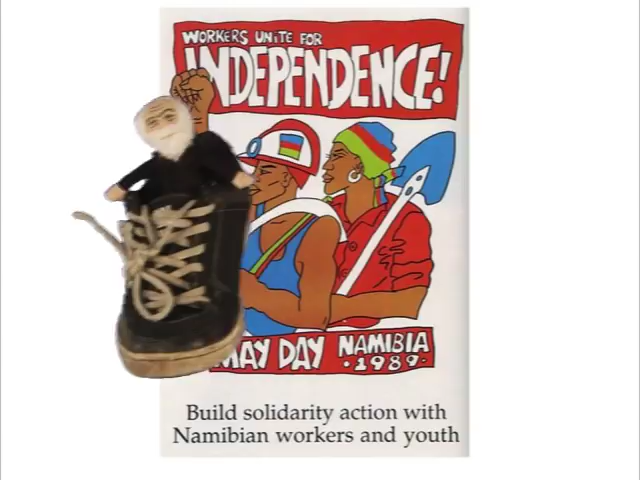 WORKERS UNITE FOR
INDEPENDENCE!
MAY DAY NAMIBIA
·1989·
Build solidarity action with
Namibian workers and youth